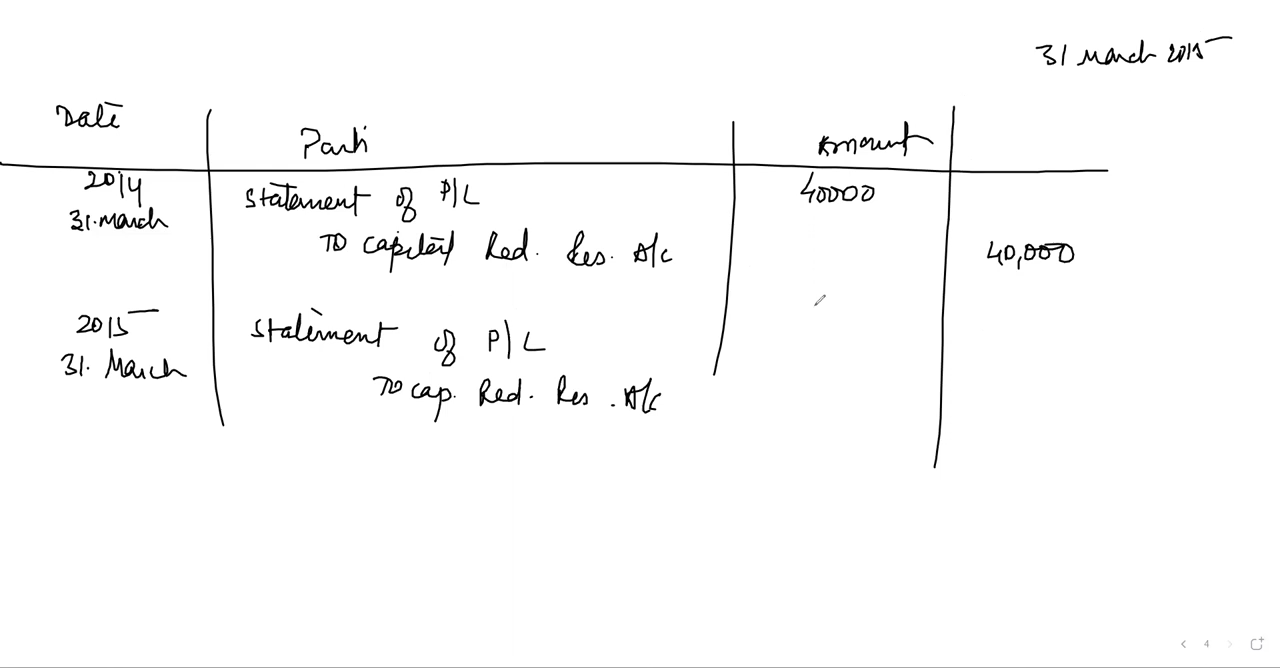 31 March 2015
Date Parti Amount
2014 Statement of P/L 40000
31. March To Capital Red. Res. A/c 40,000
2015 Statement of P/L
31. March To Cap. Red. Res. A/c
4